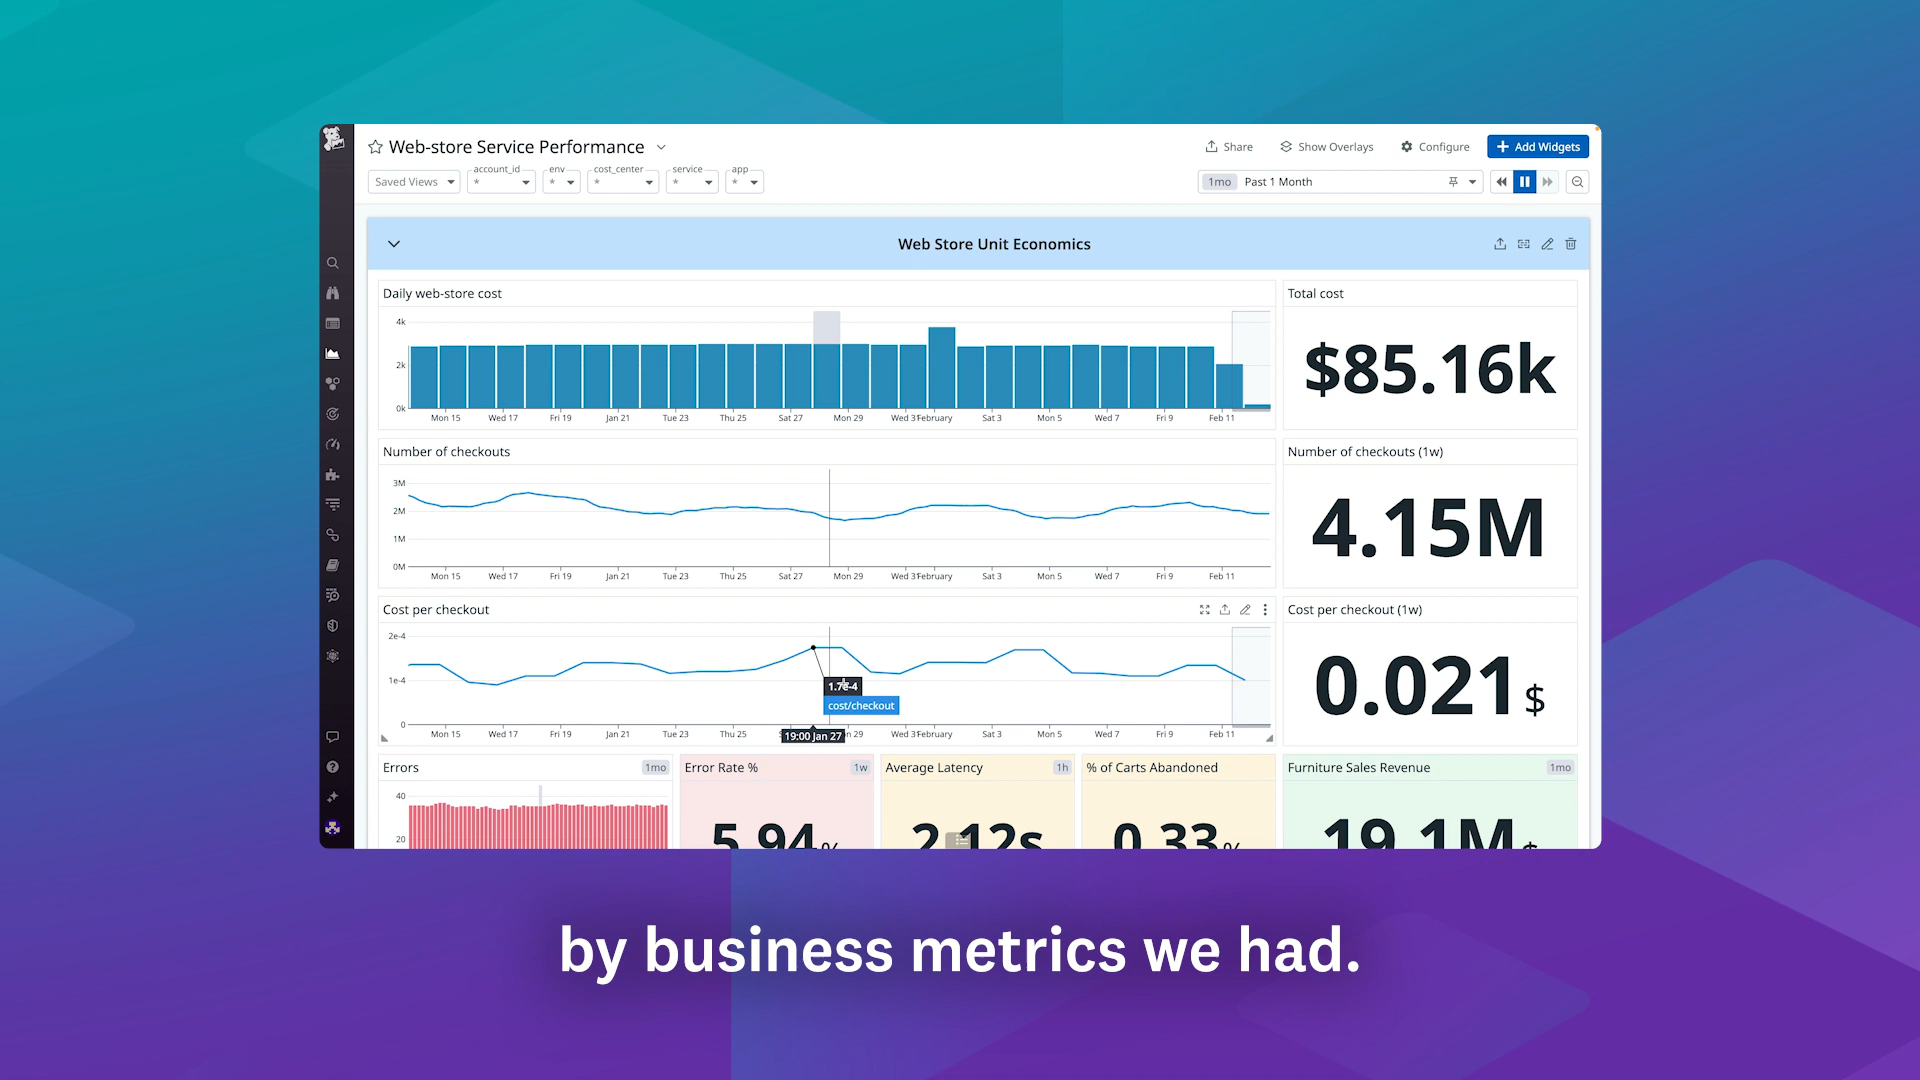 Web-store Service Performance
Share
Show Overlays
Configure
Add Widgets
Saved Views
account_id
*
env
*
cost_center
*
service
*
app
*
1mo
Past 1 Month
Web Store Unit Economics
Daily web-store cost
4k
2k
0k
Mon 15
Wed 17
Fri 19
Jan 21
Tue 23
Thu 25
Sat 27
Mon 29
Wed 31
February
Sat 3
Mon 5
Wed 7
Fri 9
Feb 11
Total cost
$85.16k
Number of checkouts
3M
2M
1M
0M
Mon 15
Wed 17
Fri 19
Jan 21
Tue 23
Thu 25
Sat 27
Mon 29
Wed 31
February
Sat 3
Mon 5
Wed 7
Fri 9
Feb 11
Number of checkouts (1w)
4.15M
Cost per checkout
2e-4
1e-4
0
1.7e-4
cost/checkout
Mon 15
Wed 17
Fri 19
Jan 21
Tue 23
Thu 25
19:00 Jan 27
n 29
Wed 31
February
Sat 3
Mon 5
Wed 7
Fri 9
Feb 11
Cost per checkout (1w)
0.021 $
Errors
1mo
40
20
Error Rate %
1w
5.94 %
Average Latency
1h
2.12s
% of Carts Abandoned
0.33 %
Furniture Sales Revenue
1mo
19.1M $
by business metrics we had.